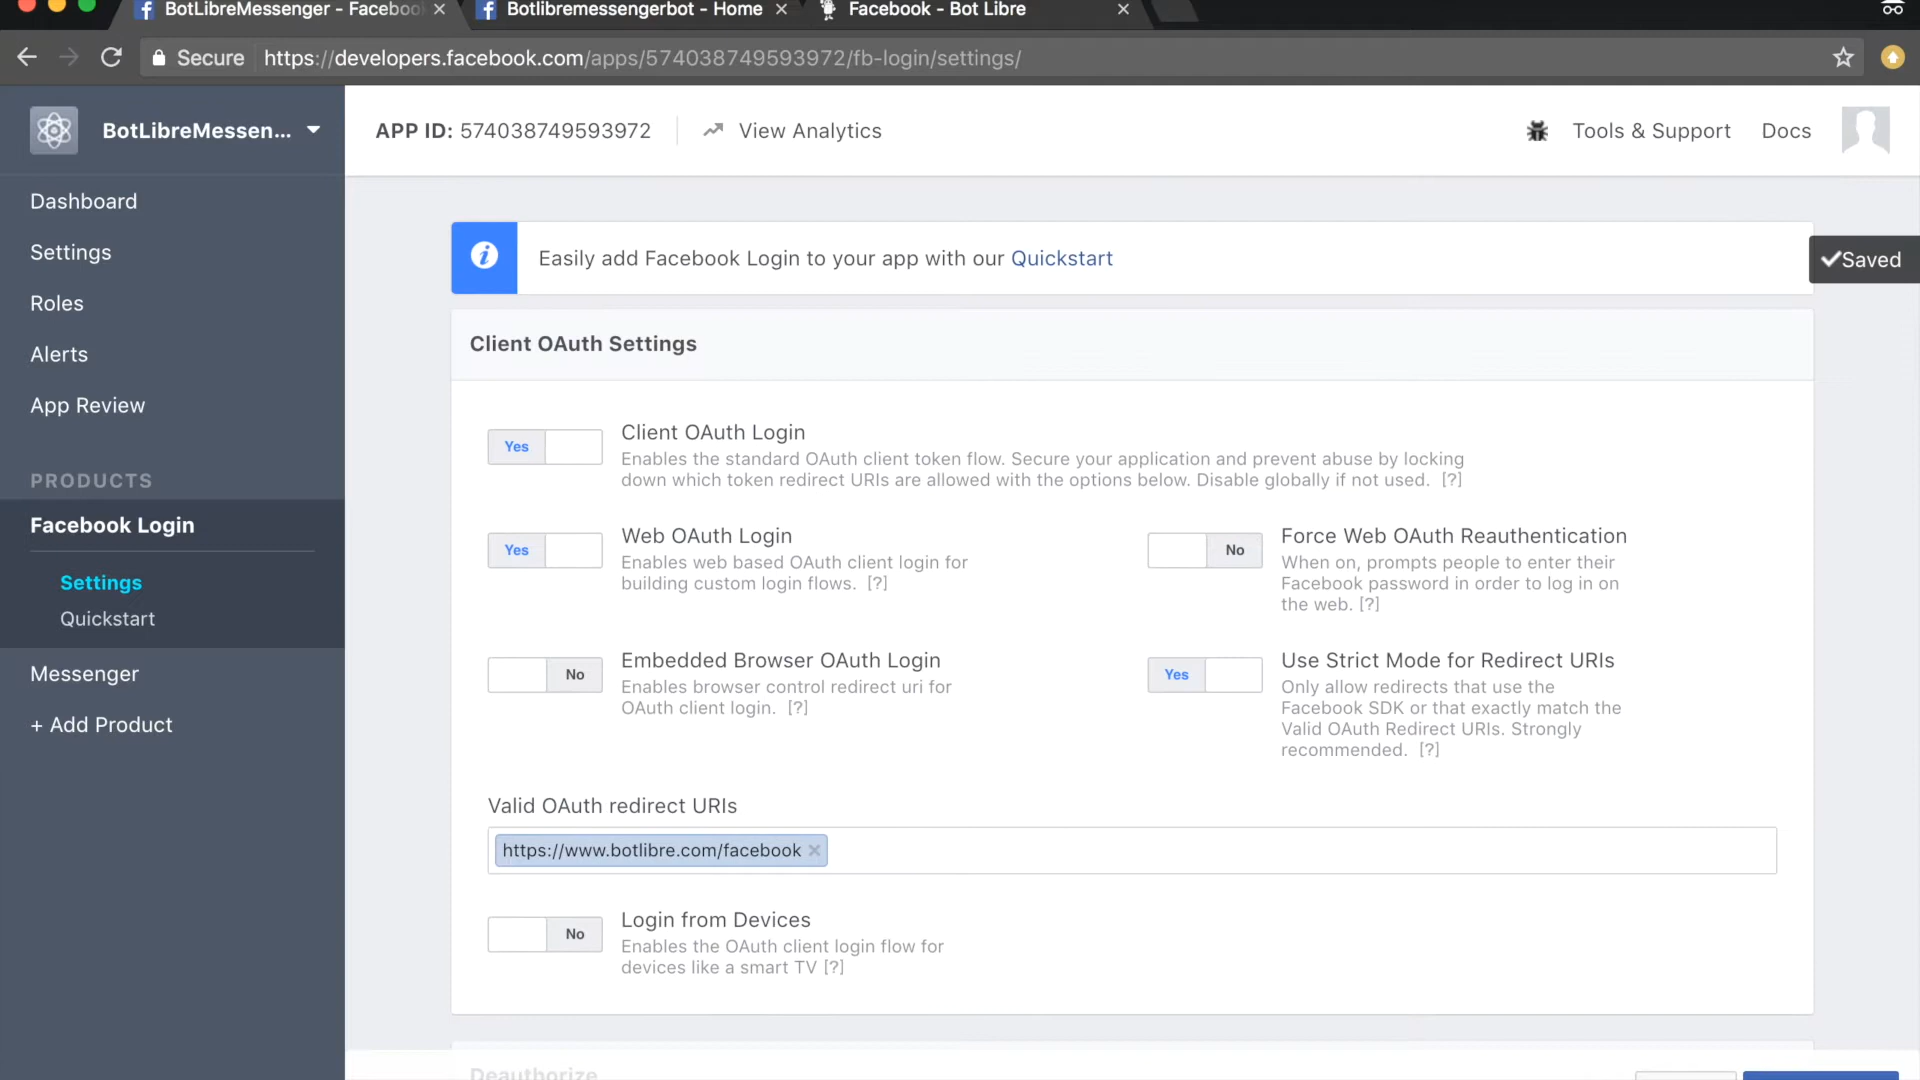 BotLibreMessenger - Facebook
Botlibremessengerbot - Home
Facebook - Bot Libre
Secure
https://developers.facebook.com/apps/574038749593972/fb-login/settings/
BotLibreMessen...
APP ID: 574038749593972
View Analytics
Tools & Support
Docs
Dashboard
Settings
Roles
Alerts
App Review
PRODUCTS
Facebook Login
Settings
Quickstart
Messenger
+ Add Product
Easily add Facebook Login to your app with our Quickstart
Saved
Client OAuth Settings
Yes
Client OAuth Login
Enables the standard OAuth client token flow. Secure your application and prevent abuse by locking
down which token redirect URIs are allowed with the options below. Disable globally if not used. [?]
Yes
Web OAuth Login
Enables web based OAuth client login for
building custom login flows. [?]
No
Force Web OAuth Reauthentication
When on, prompts people to enter their
Facebook password in order to log in on
the web. [?]
No
Embedded Browser OAuth Login
Enables browser control redirect uri for
OAuth client login. [?]
Yes
Use Strict Mode for Redirect URIs
Only allow redirects that use the
Facebook SDK or that exactly match the
Valid OAuth Redirect URIs. Strongly
recommended. [?]
Valid OAuth redirect URIs
https://www.botlibre.com/facebook
No
Login from Devices
Enables the OAuth client login flow for
devices like a smart TV [?]
Deauthorize